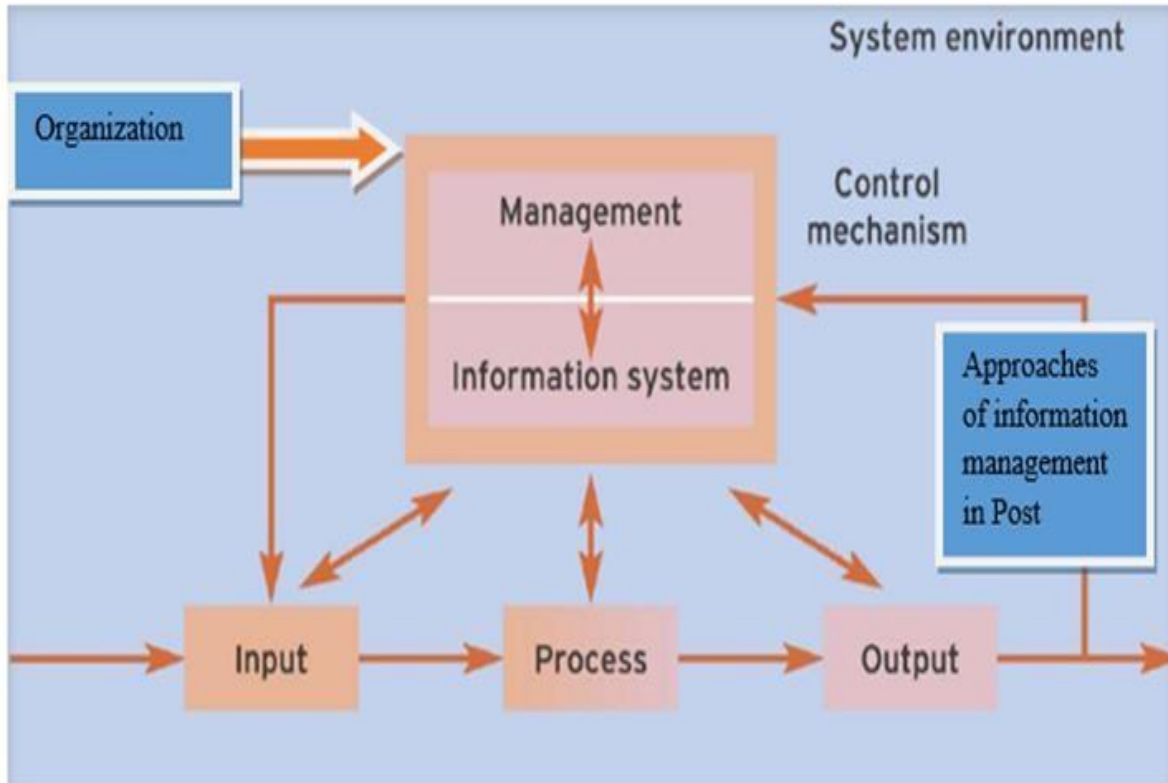 System environment
Organization
Management
Control
mechanism
Information system
Approaches
of information
management
in Post
Input
Process
Output